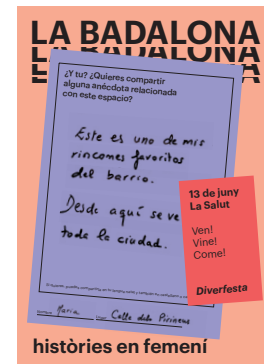 LA BADALONA
LA BADALONA
¿Y tu? ¿Quieres compartir
alguna anécdota relacionada
con este espacio?
Este es uno de mis
rincones favoritos
del barrio.
Desde aquí se ve
toda la ciudad.
13 de juny
La Salut
Ven!
Vine!
Come!
Diverfesta
Maria
Calle dels Pirineus
històries en femení